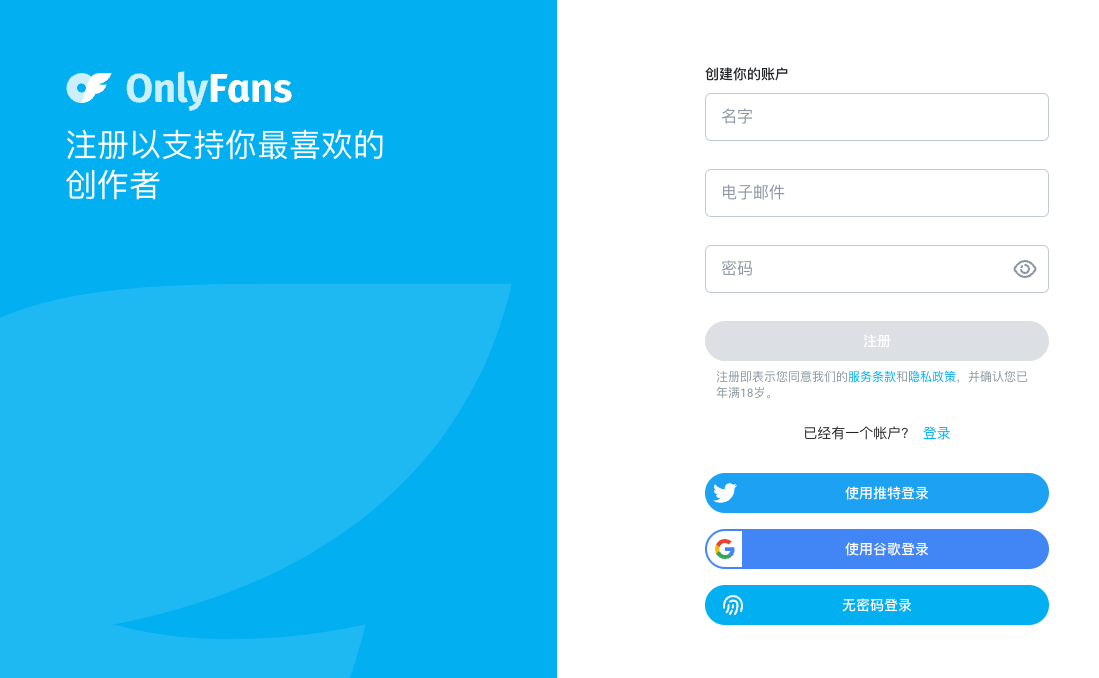 OnlyFans
注册以支持你最喜欢的
创作者
创建你的账户
名字
电子邮件
密码
注册
注册即表示您同意我们的服务条款和隐私政策，并确认您已
年满18岁。
已经有一个帐户? 登录
使用推特登录
G 使用谷歌登录
无密码登录